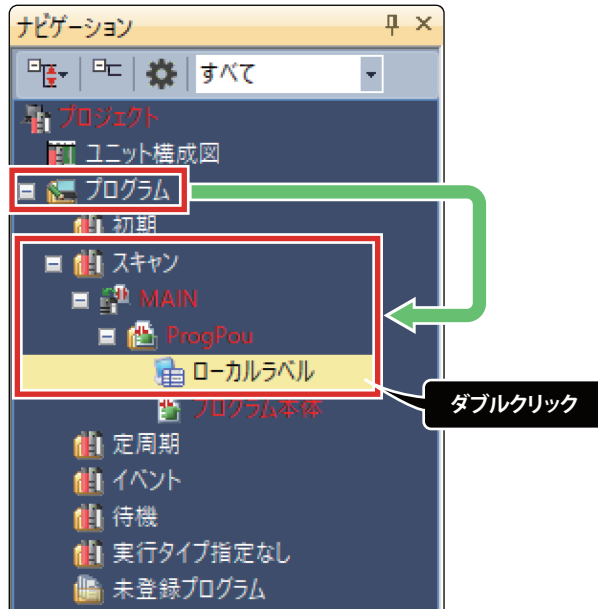 ナビゲーション
すべて
プロジェクト
ユニット構成図
プログラム
初期
スキャン
MAIN
ProgPou
ローカルラベル
ダブルクリック
プログラム本体
定周期
イベント
待機
実行タイプ指定なし
未登録プログラム